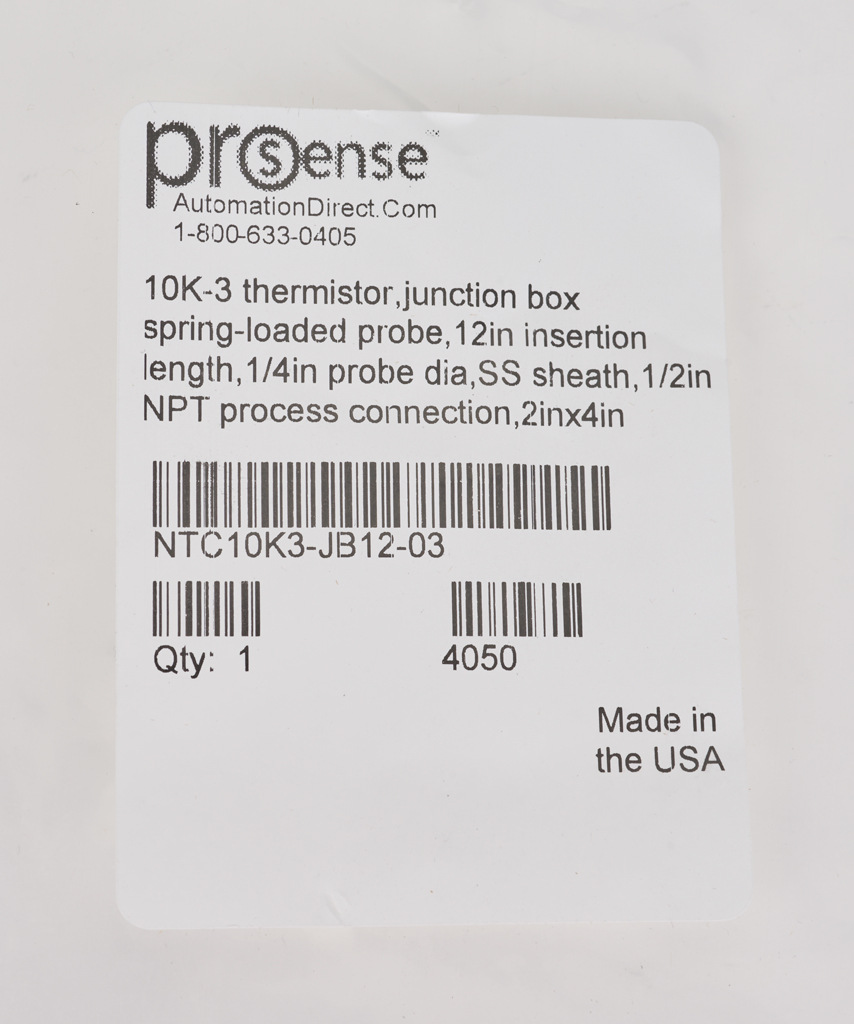 prosense™
AutomationDirect.Com
1-800-633-0405
10K-3 thermistor,junction box
spring-loaded probe,12in insertion
length,1/4in probe dia,SS sheath,1/2in
NPT process connection,2inx4in
NTC10K3-JB12-03
Qty: 1 4050
Made in
the USA